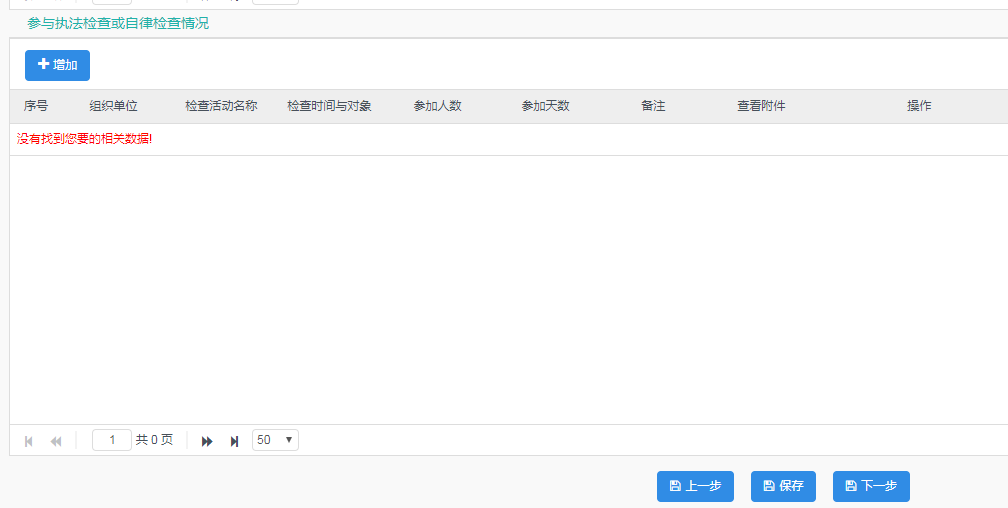 参与执法检查或自律检查情况
增加
序号 组织单位 检查活动名称 检查时间与对象 参加人数 参加天数 备注 查看附件 操作
没有找到您要的相关数据!
1 共 0 页 50
上一步 保存 下一步